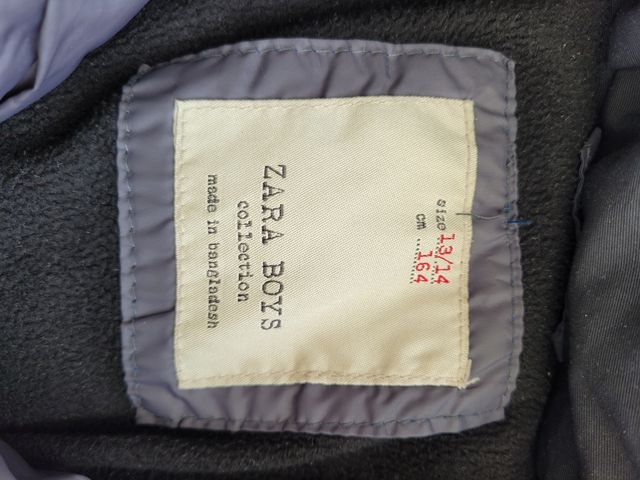 size 13/14
cm 164
ZARA BOYS
collection
made in bangladesh